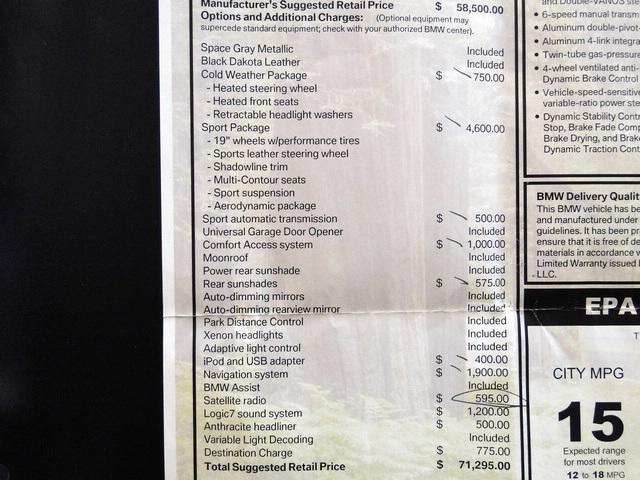 Manufacturer's Suggested Retail Price $ 58,500.00
Options and Additional Charges: (Optional equipment may
supercede standard equipment; check with your authorized BMW center).
Space Gray Metallic Included
Black Dakota Leather Included
Cold Weather Package $ 750.00
- Heated steering wheel
- Heated front seats
- Retractable headlight washers
Sport Package $ 4,600.00
- 19" wheels w/performance tires
- Sports leather steering wheel
- Shadowline trim
- Multi-Contour seats
- Sport suspension
- Aerodynamic package
Sport automatic transmission $ 500.00
Universal Garage Door Opener Included
Comfort Access system $ 1,000.00
Moonroof Included
Power rear sunshade Included
Rear sunshades $ 575.00
Auto-dimming mirrors Included
Auto-dimming rearview mirror Included
Park Distance Control Included
Xenon headlights Included
Adaptive light control Included
iPod and USB adapter $ 400.00
Navigation system $ 1,900.00
BMW Assist Included
Satellite radio $ 595.00
Logic7 sound system $ 1,200.00
Anthracite headliner $ 500.00
Variable Light Decoding Included
Destination Charge $ 775.00
Total Suggested Retail Price $ 71,295.00
and Double-VANOS
• 6-speed manual transm
• Aluminum double-pivot-
• Aluminum 4-link integra
• Twin-tube gas-pressure
• 4-wheel ventilated anti-
Dynamic Brake Control
• Vehicle-speed-sensitive
variable-ratio power ste
• Dynamic Stability Contr
Stop, Brake Fade Comp
Brake Drying, and Brak
Dynamic Traction Cont
BMW Delivery Qualit
This BMW vehicle has be
and manufactured under
guidelines. It has been pr
ensure that it is free of de
materials in accordance w
Limited Warranty issued
LLC.
EPA
CITY MPG
15
Expected range
for most drivers
12 to 18 MPG